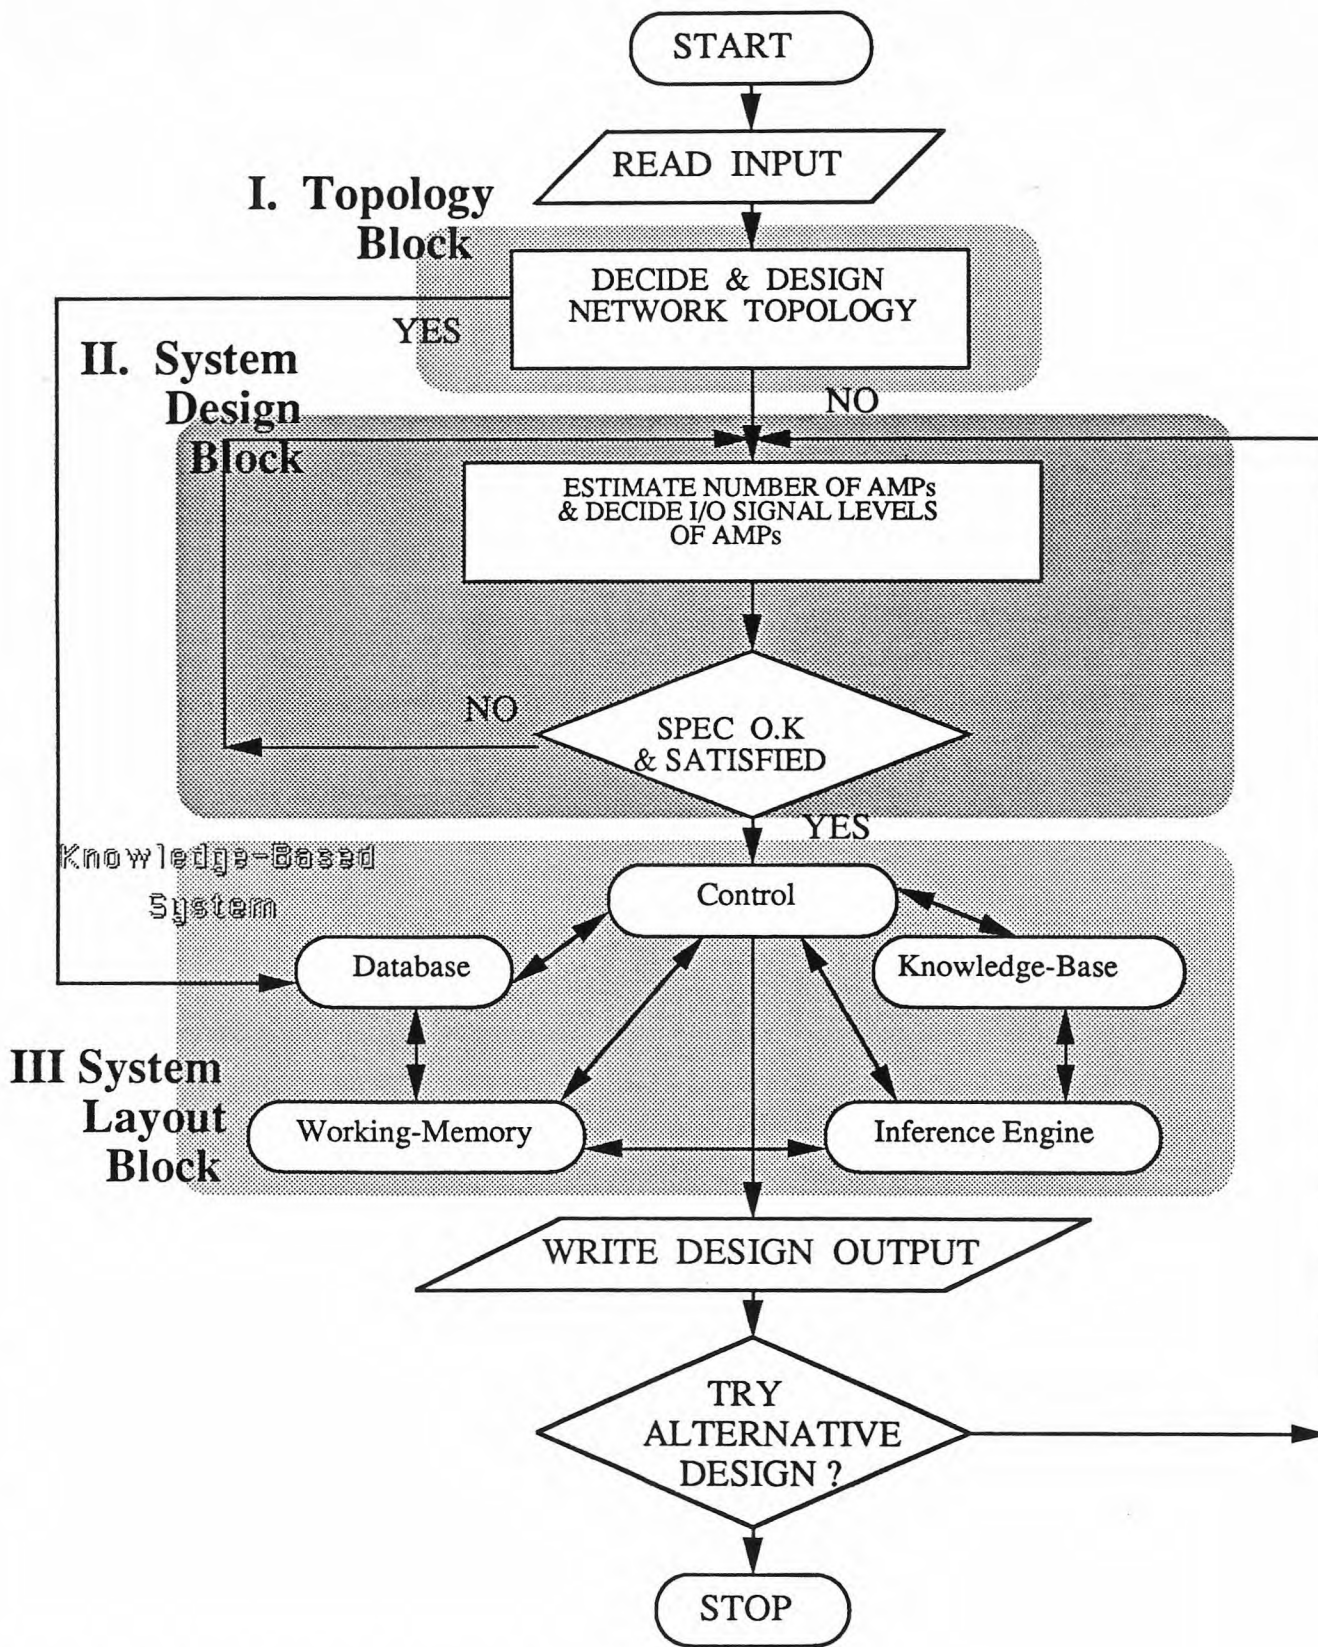 START
READ INPUT
I. Topology
Block
DECIDE & DESIGN
NETWORK TOPOLOGY
YES
II. System
Design
Block
NO
ESTIMATE NUMBER OF AMPs
& DECIDE I/O SIGNAL LEVELS
OF AMPs
NO
SPEC O.K
& SATISFIED
YES
Knowledge-Based
System
Control
Database
Knowledge-Base
III System
Layout
Block
Working-Memory
Inference Engine
WRITE DESIGN OUTPUT
TRY
ALTERNATIVE
DESIGN ?
STOP